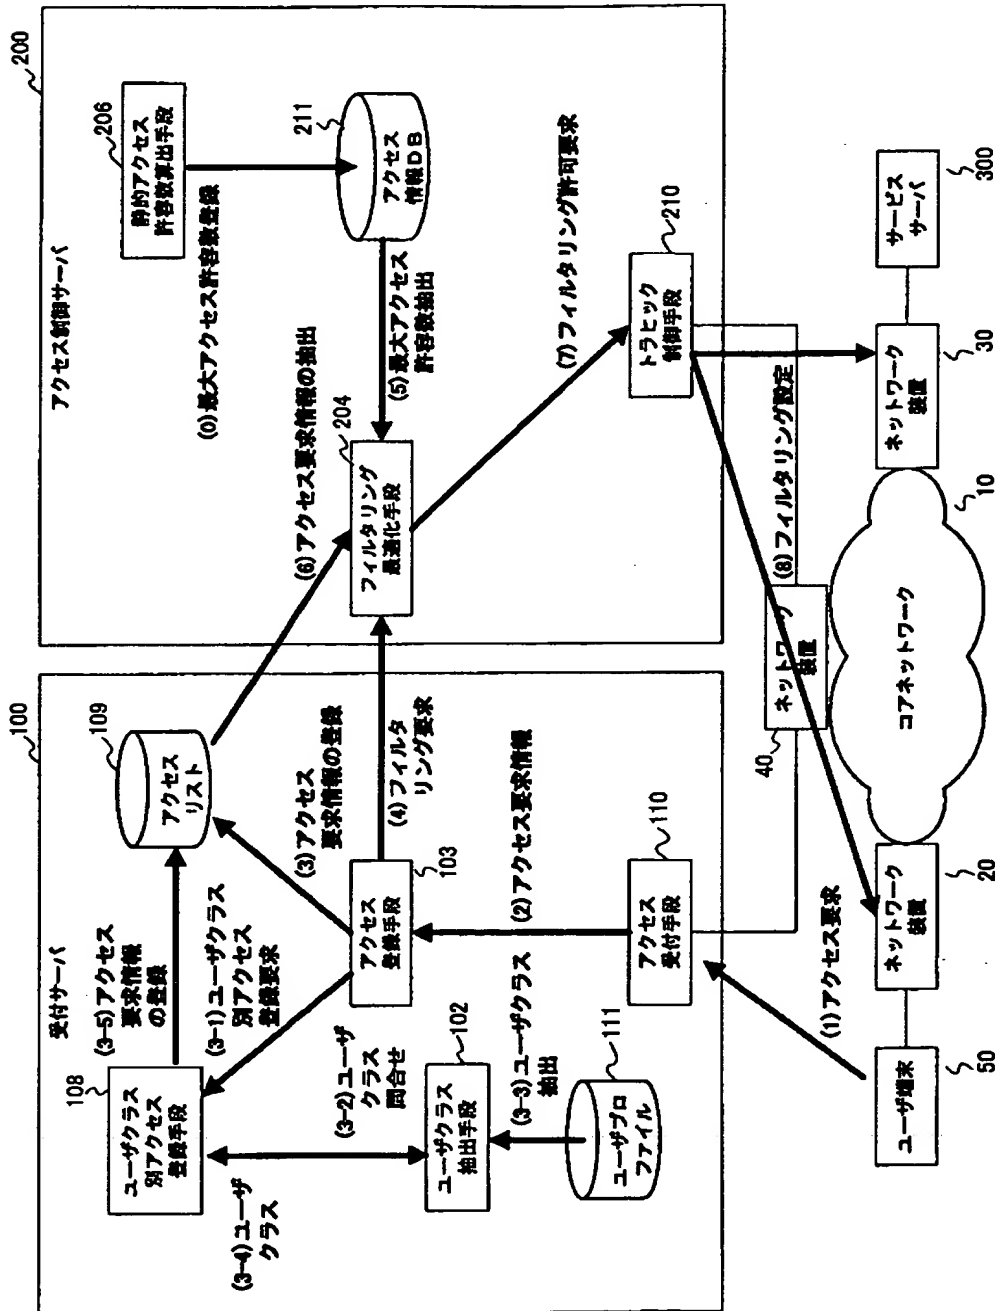 受付サーバ
100
108
ユーザクラス
別アクセス
登録手段
(3-5)アクセス
要求情報
の登録
109
アクセス
リスト
(3-1)ユーザクラス
別アクセス
登録要求
(3-4)ユーザ
クラス
(3-2)ユーザ
クラス
問合せ
(3)アクセス
要求情報の登録
ユーザクラス
抽出手段
102
アクセス
登録手段
103
(4)フィルタ
リング要求
(3-3)ユーザクラス
抽出
(2)アクセス要求情報
ユーザプロ
ファイル
111
アクセス
受付手段
110
アクセス制御サーバ
200
静的アクセス
許容数算出手段
206
(0)最大アクセス許容数登録
アクセス
情報DB
211
(6)アクセス要求情報の抽出
(5)最大アクセス
許容数抽出
フィルタリング
最適化手段
204
(7)フィルタリング許可要求
トラヒック
制御手段
210
(1)アクセス要求
40
ネットワーク
装置
(8)フィルタリング設定
ユーザ端末
50
ネットワーク
装置
20
コアネットワーク
10
ネットワーク
装置
30
サービス
サーバ
300